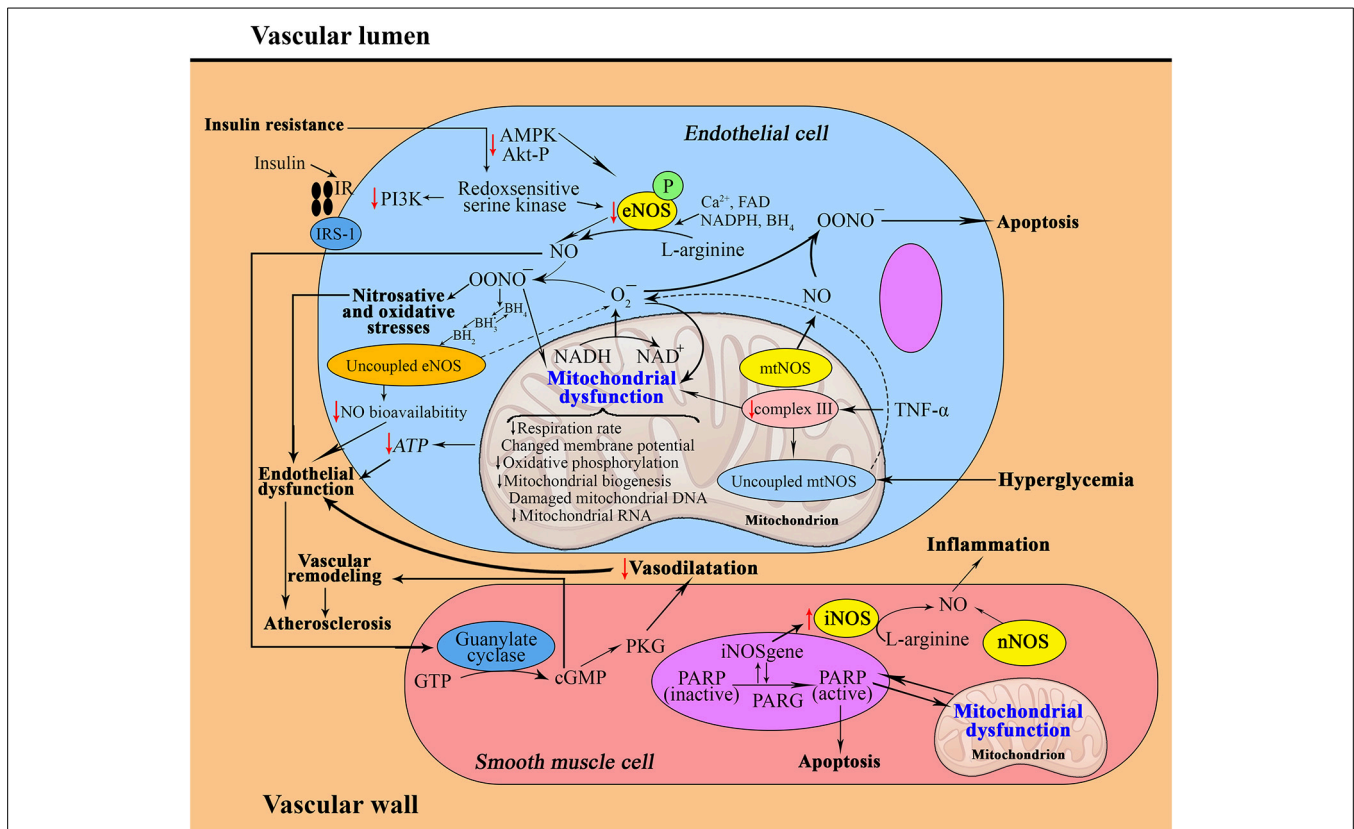 Vascular lumen
Insulin resistance
AMPK
Akt-P
Endothelial cell
Insulin
IR
PI3K
Redoxsensitive
serine kinase
P
eNOS
Ca²⁺, FAD
NADPH, BH₄
OONO⁻
Apoptosis
IRS-1
NO
L-arginine
OONO⁻
O₂⁻
NO
Nitrosative
and oxidative
stresses
BH₄
BH₃⁺
BH₂
Uncoupled eNOS
NADH
NAD⁺
mtNOS
Mitochondrial
dysfunction
complex III
TNF-α
NO bioavailabitity
ATP
↓Respiration rate
Changed membrane potential
↓Oxidative phosphorylation
↓Mitochondrial biogenesis
Damaged mitochondrial DNA
↓Mitochondrial RNA
Uncoupled mtNOS
Hyperglycemia
Mitochondrion
Endothelial
dysfunction
Inflammation
Vascular
remodeling
↓Vasodilatation
Atherosclerosis
Guanylate
cyclase
GTP
cGMP
PKG
iNOS
NO
L-arginine
nNOS
iNOSgene
PARP
(inactive)
PARG
PARP
(active)
Mitochondrial
dysfunction
Mitochondrion
Apoptosis
Smooth muscle cell
Vascular wall